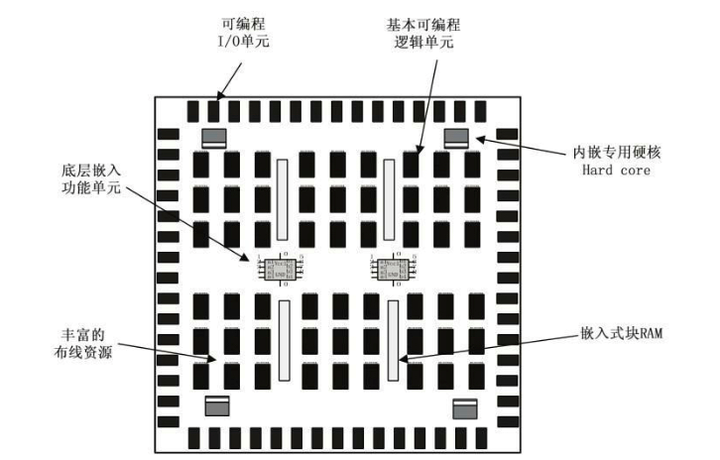 可编程
I/O单元
基本可编程
逻辑单元
内嵌专用硬核
Hard core
底层嵌入
功能单元
丰富的
布线资源
嵌入式块RAM